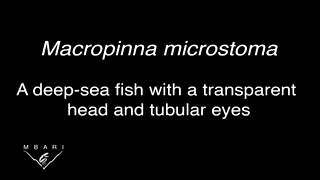 Macropinna microstoma
A deep-sea fish with a transparent
head and tubular eyes
MBARI